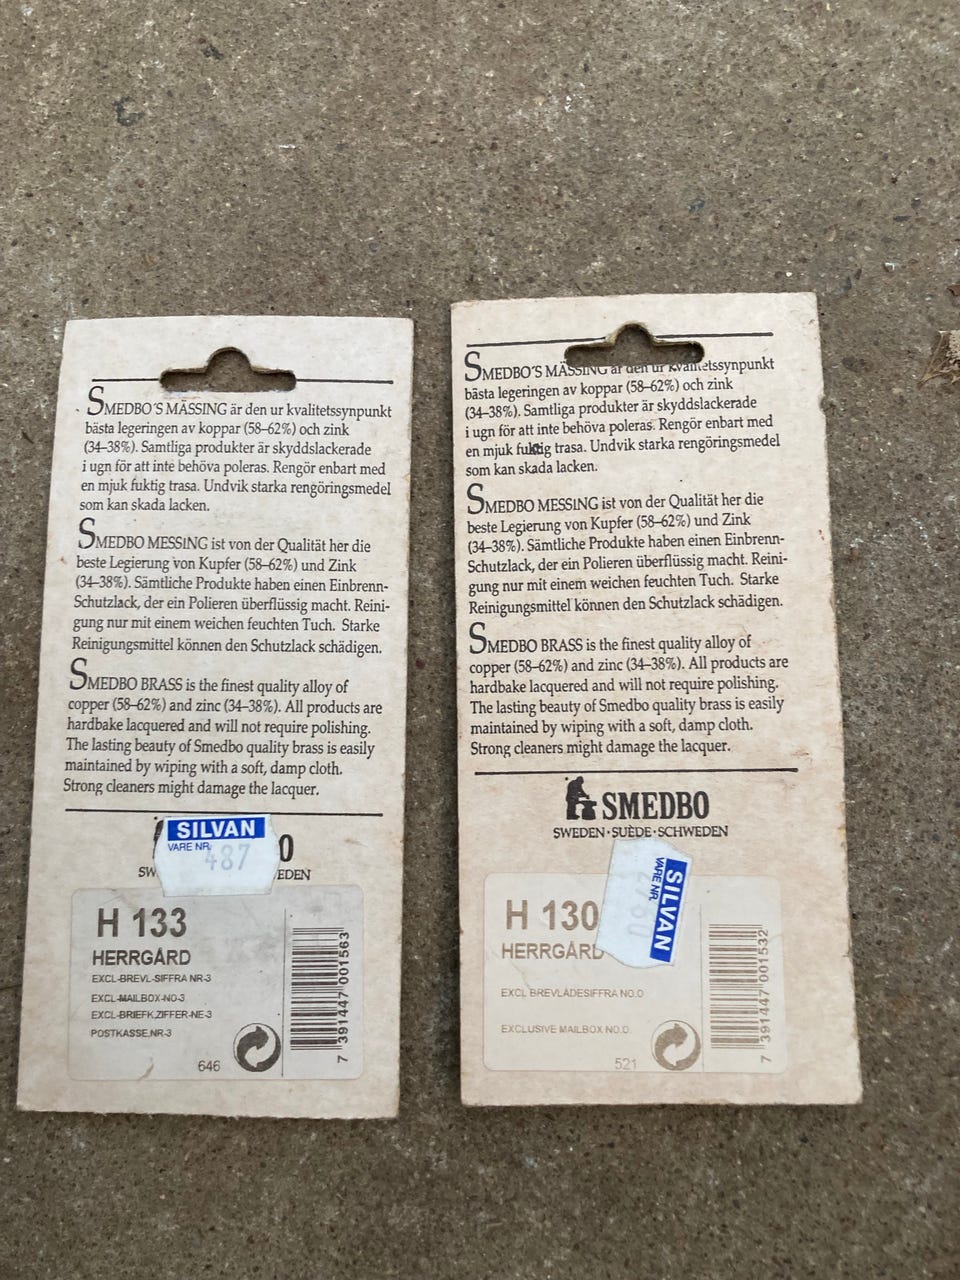 SMEDBO'S MÄSSING är den ur kvalitetssynpunkt
bästa legeringen av koppar (58–62%) och zink
(34–38%). Samtliga produkter är skyddslackerade
i ugn för att inte behöva poleras. Rengör enbart med
en mjuk fuktig trasa. Undvik starka rengöringsmedel
som kan skada lacken.
SMEDBO MESSING ist von der Qualität her die
beste Legierung von Kupfer (58–62%) und Zink
(34–38%). Sämtliche Produkte haben einen Einbrenn-
Schutzlack, der ein Polieren überflüssig macht. Reini-
gung nur mit einem weichen feuchten Tuch. Starke
Reinigungsmittel können den Schutzlack schädigen.
SMEDBO BRASS is the finest quality alloy of
copper (58–62%) and zinc (34–38%). All products are
hardbake lacquered and will not require polishing.
The lasting beauty of Smedbo quality brass is easily
maintained by wiping with a soft, damp cloth.
Strong cleaners might damage the lacquer.
SILVAN
VARE NR.
487
O
SW
EDEN
H 133
HERRGÅRD
EXCL-BREVL-SIFFRA NR-3
EXCL-MAILBOX-NO-3
EXCL-BRIEFK,ZIFFER-NE-3
POSTKASSE,NR-3
646
7 391447 001563
SMEDBO'S MÄSSING är den ur kvalitetssynpunkt
bästa legeringen av koppar (58–62%) och zink
(34–38%). Samtliga produkter är skyddslackerade
i ugn för att inte behöva poleras. Rengör enbart med
en mjuk fuktig trasa. Undvik starka rengöringsmedel
som kan skada lacken.
SMEDBO MESSING ist von der Qualität her die
beste Legierung von Kupfer (58–62%) und Zink
(34–38%). Sämtliche Produkte haben einen Einbrenn-
Schutzlack, der ein Polieren überflüssig macht. Reini-
gung nur mit einem weichen feuchten Tuch. Starke
Reinigungsmittel können den Schutzlack schädigen.
SMEDBO BRASS is the finest quality alloy of
copper (58–62%) and zinc (34–38%). All products are
hardbake lacquered and will not require polishing.
The lasting beauty of Smedbo quality brass is easily
maintained by wiping with a soft, damp cloth.
Strong cleaners might damage the lacquer.
SMEDBO
SWEDEN·SUÈDE·SCHWEDEN
SILVAN
VARE NR.
H 130
HERRGÅRD
EXCL BREVLÅDESIFFRA NO.0
EXCLUSIVE MAILBOX NO.0.
521
7 391447 001532